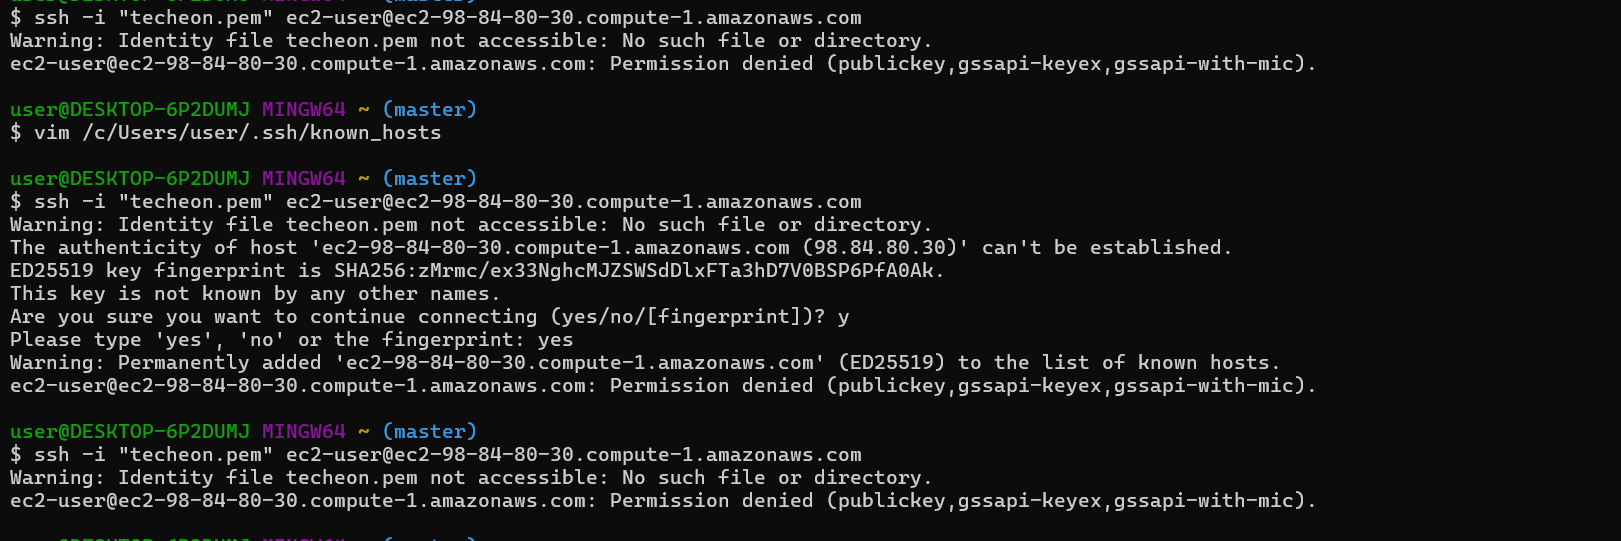 $ ssh -i "techeon.pem" ec2-user@ec2-98-84-80-30.compute-1.amazonaws.com
Warning: Identity file techeon.pem not accessible: No such file or directory.
ec2-user@ec2-98-84-80-30.compute-1.amazonaws.com: Permission denied (publickey,gssapi-keyex,gssapi-with-mic).
user@DESKTOP-6P2DUMJ MINGW64 ~ (master)
$ vim /c/Users/user/.ssh/known_hosts
user@DESKTOP-6P2DUMJ MINGW64 ~ (master)
$ ssh -i "techeon.pem" ec2-user@ec2-98-84-80-30.compute-1.amazonaws.com
Warning: Identity file techeon.pem not accessible: No such file or directory.
The authenticity of host 'ec2-98-84-80-30.compute-1.amazonaws.com (98.84.80.30)' can't be established.
ED25519 key fingerprint is SHA256:zMrmc/ex33NghcMJZSWSdDlxFTa3hD7V0BSP6PfA0Ak.
This key is not known by any other names.
Are you sure you want to continue connecting (yes/no/[fingerprint])? y
Please type 'yes', 'no' or the fingerprint: yes
Warning: Permanently added 'ec2-98-84-80-30.compute-1.amazonaws.com' (ED25519) to the list of known hosts.
ec2-user@ec2-98-84-80-30.compute-1.amazonaws.com: Permission denied (publickey,gssapi-keyex,gssapi-with-mic).
user@DESKTOP-6P2DUMJ MINGW64 ~ (master)
$ ssh -i "techeon.pem" ec2-user@ec2-98-84-80-30.compute-1.amazonaws.com
Warning: Identity file techeon.pem not accessible: No such file or directory.
ec2-user@ec2-98-84-80-30.compute-1.amazonaws.com: Permission denied (publickey,gssapi-keyex,gssapi-with-mic).